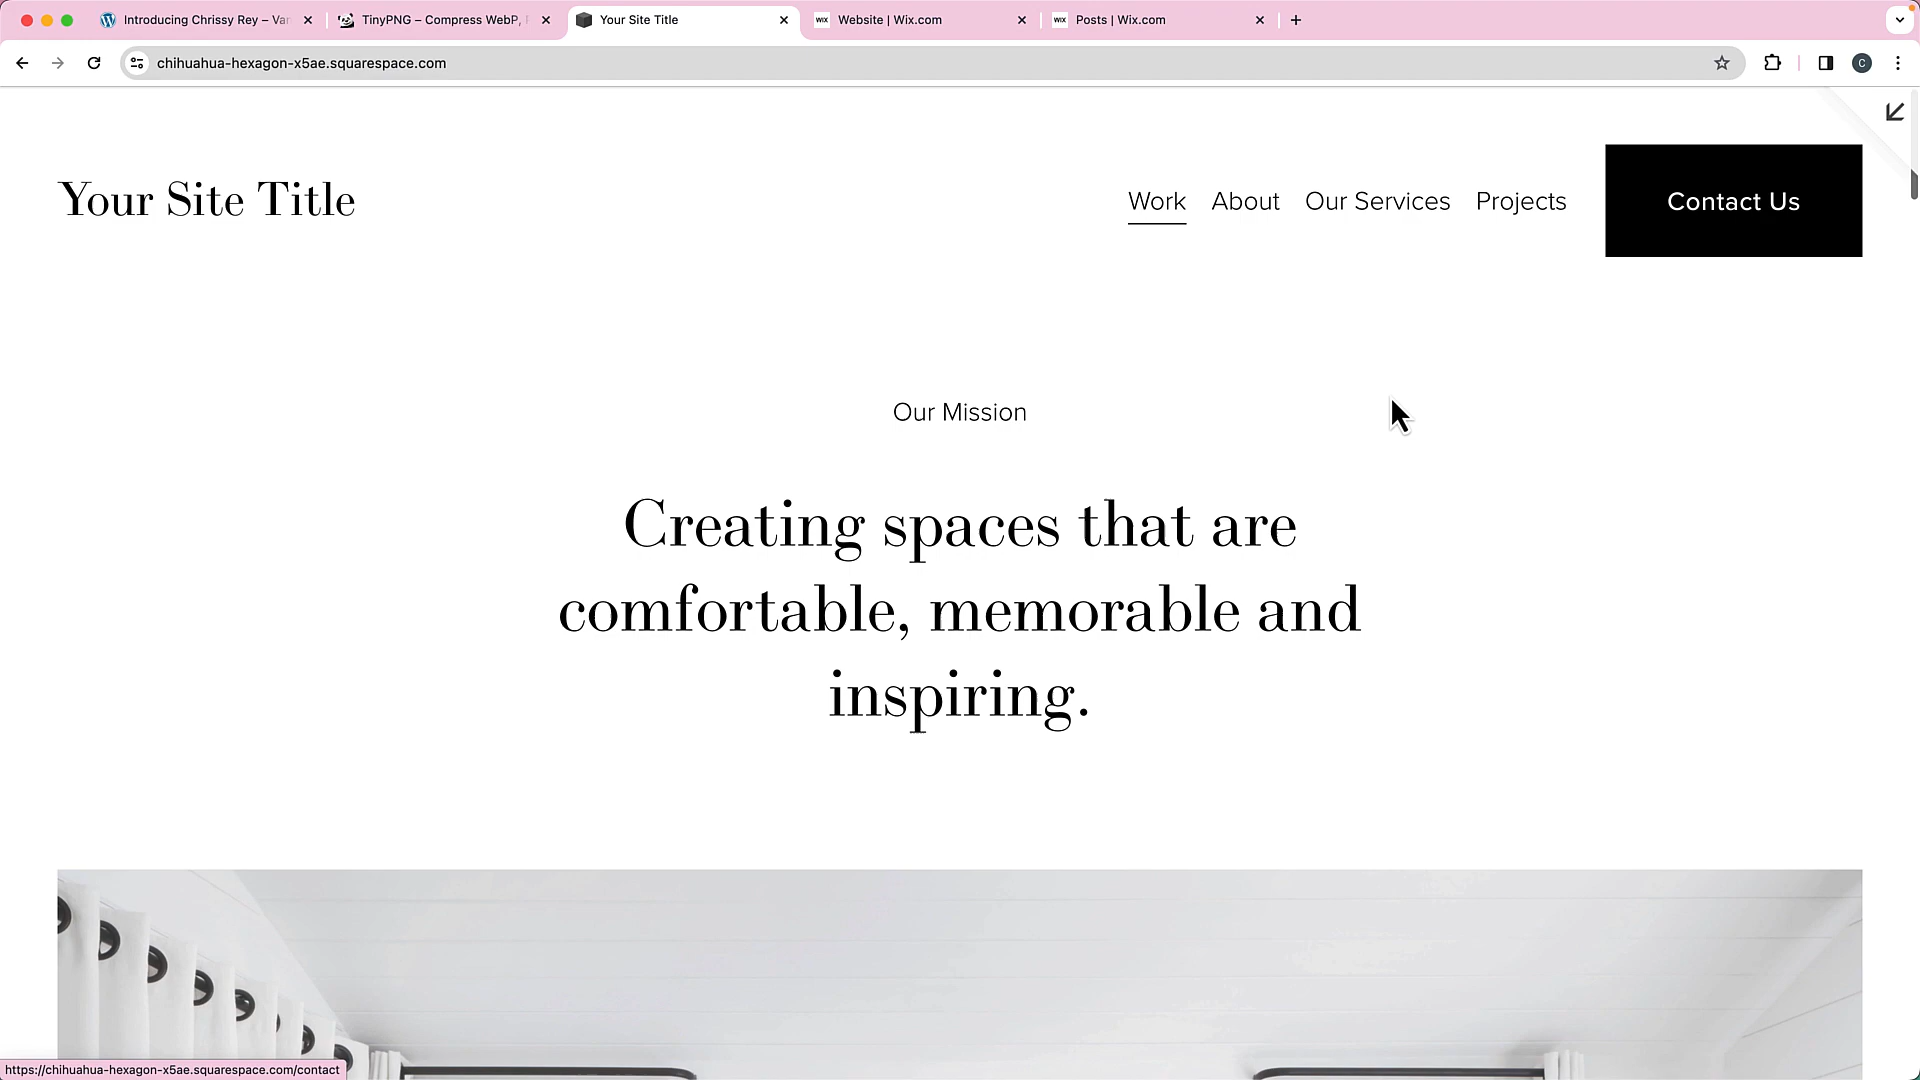 Introducing Chrissy Rey – Var
TinyPNG – Compress WebP,
Your Site Title
WIX Website | Wix.com
WIX Posts | Wix.com
chihuahua-hexagon-x5ae.squarespace.com
C
Your Site Title
Work About Our Services Projects Contact Us
Our Mission
Creating spaces that are
comfortable, memorable and
inspiring.
https://chihuahua-hexagon-x5ae.squarespace.com/contact